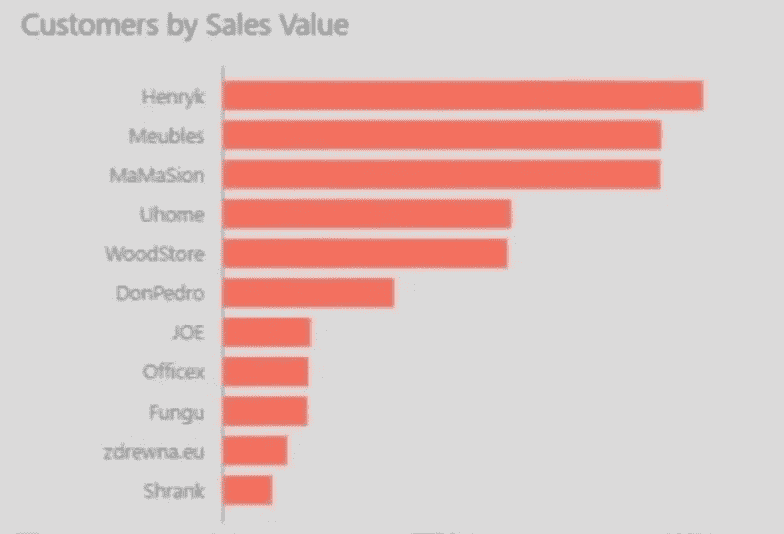 Customers by Sales Value
Henryk
Meubles
MaMaSion
Uhome
WoodStore
DonPedro
JOE
Officex
Fungu
zdrewna.eu
Shrank